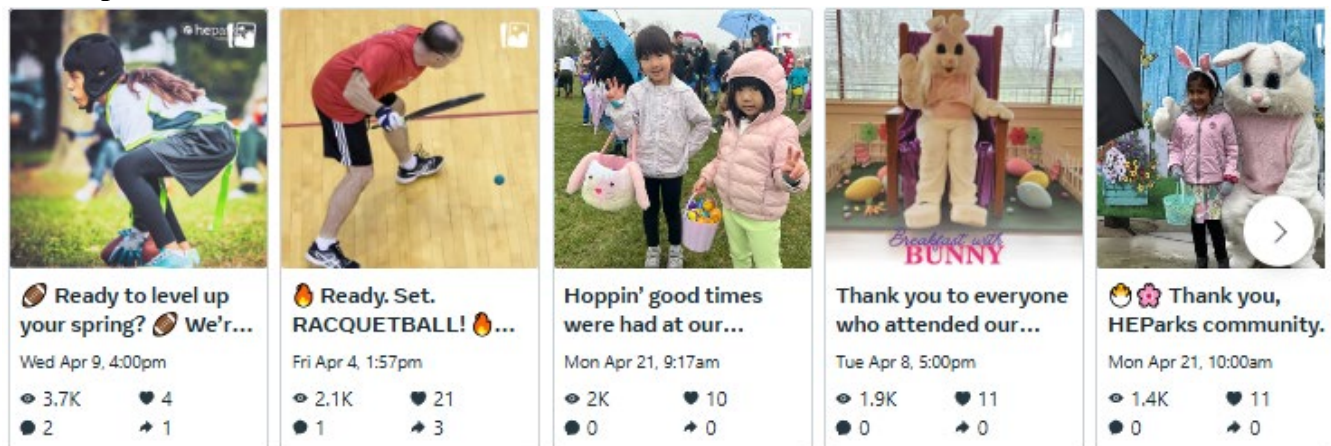 hepar
Breakfast with
BUNNY
🏈 Ready to level up
your spring? 🏈 We'r...
Wed Apr 9, 4:00pm
3.7K 4
2 1
🔥 Ready. Set.
RACQUETBALL! 🔥...
Fri Apr 4, 1:57pm
2.1K 21
1 3
Hoppin' good times
were had at our...
Mon Apr 21, 9:17am
2K 10
0 0
Thank you to everyone
who attended our...
Tue Apr 8, 5:00pm
1.9K 11
0 0
🐣🌸 Thank you,
HEParks community.
Mon Apr 21, 10:00am
1.4K 11
0 0